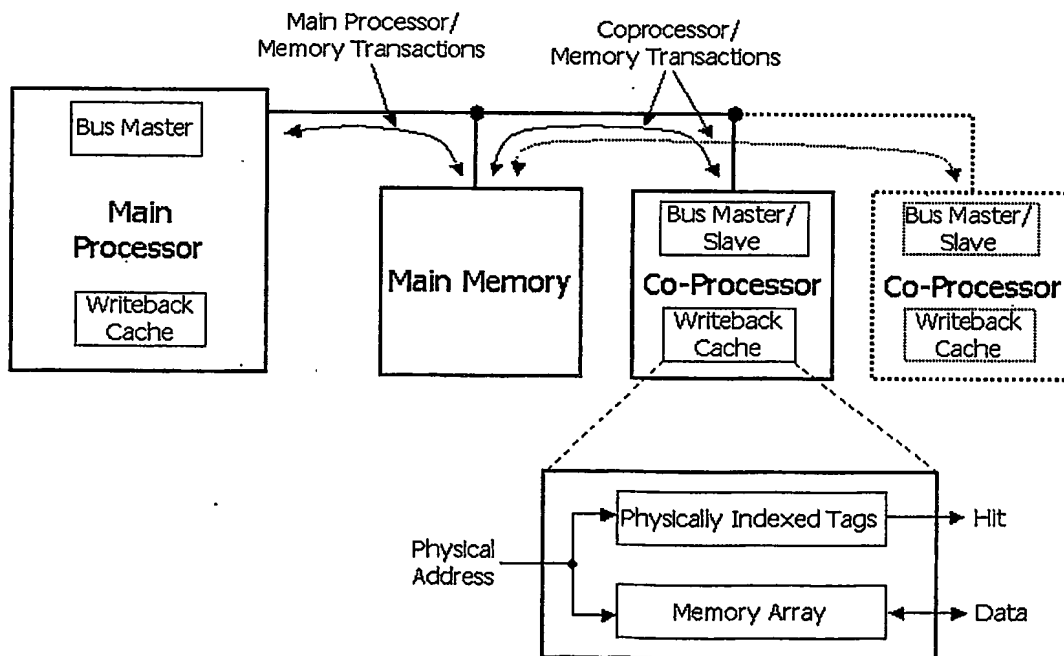 Main Processor/
Memory Transactions
Coprocessor/
Memory Transactions
Bus Master
Main
Processor
Writeback
Cache
Main Memory
Bus Master/
Slave
Co-Processor
Writeback
Cache
Bus Master/
Slave
Co-Processor
Writeback
Cache
Physical
Address
Physically Indexed Tags
Hit
Memory Array
Data